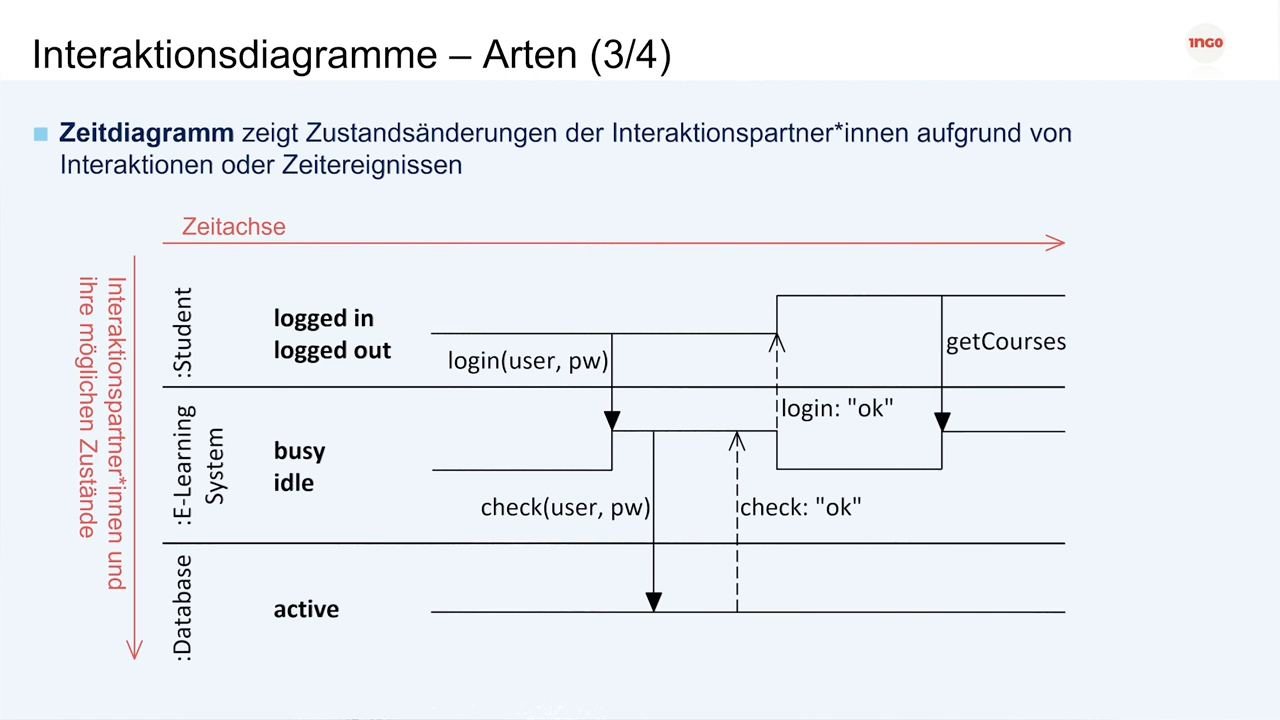 Interaktionsdiagramme – Arten (3/4)
1NGO
Zeitdiagramm zeigt Zustandsänderungen der Interaktionspartner*innen aufgrund von
Interaktionen oder Zeitereignissen
Zeitachse
Interaktionspartner*innen und
ihre möglichen Zustände
:Student
logged in
logged out
login(user, pw)
getCourses
:E-Learning
System
busy
idle
login: "ok"
check(user, pw)
check: "ok"
:Database
active